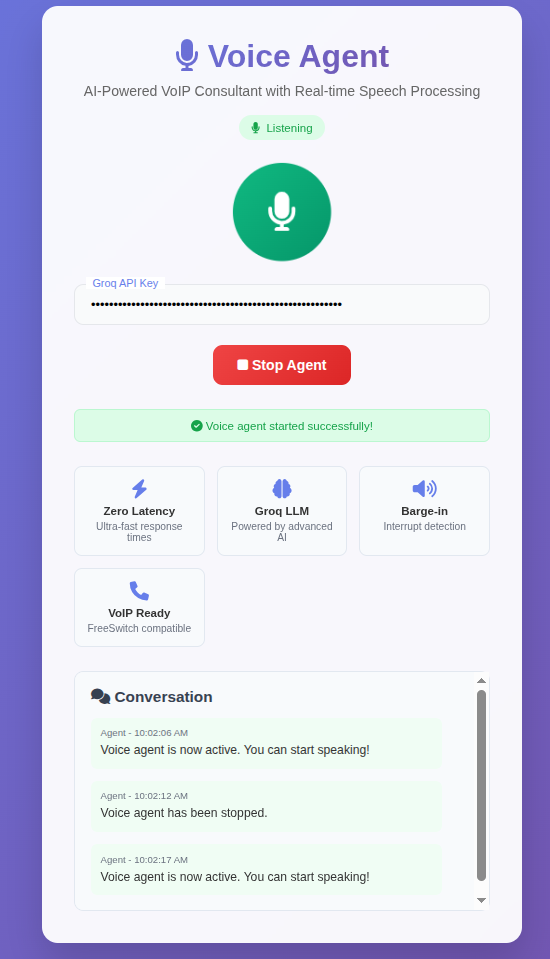 Voice Agent
AI-Powered VoIP Consultant with Real-time Speech Processing
Listening
Groq API Key
••••••••••••••••••••••••••••••••••••••••••••••••••••••••
Stop Agent
Voice agent started successfully!
Zero Latency
Ultra-fast response
times
Groq LLM
Powered by advanced
AI
Barge-in
Interrupt detection
VoIP Ready
FreeSwitch compatible
Conversation
Agent - 10:02:06 AM
Voice agent is now active. You can start speaking!
Agent - 10:02:12 AM
Voice agent has been stopped.
Agent - 10:02:17 AM
Voice agent is now active. You can start speaking!